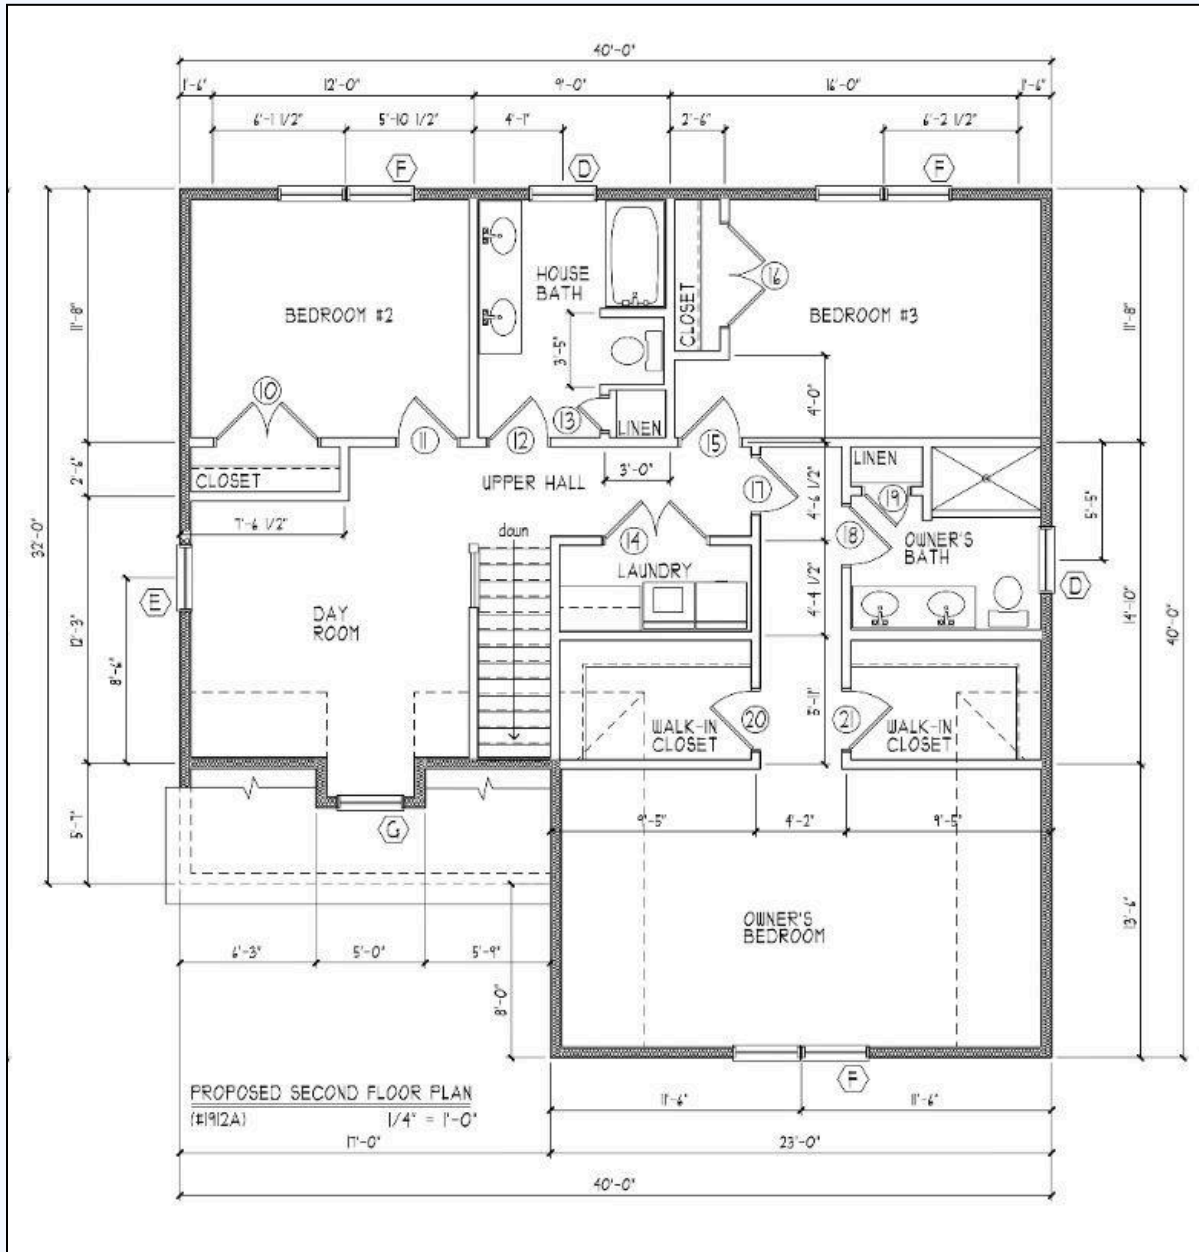 40'-0"
1'-6" 12'-0" 9'-0" 16'-0" 1'-6"
6'-1 1/2" 5'-10 1/2" 4'-1" 2'-6" 6'-2 1/2"
F D F
HOUSE
BATH
16
CLOSET
BEDROOM #2
BEDROOM #3
11'-8"
11'-8"
3'-5"
4'-0"
10
11 12 13 LINEN 15
LINEN
2'-6"
CLOSET
UPPER HALL
3'-0"
17
4'-6 1/2"
19
5'-5"
7'-6 1/2"
down
14
18
OWNER'S
BATH
32'-0"
LAUNDRY
4'-4 1/2"
E
D
DAY
ROOM
12'-3"
8'-6"
14'-10"
40'-0"
5'-11"
WALK-IN
CLOSET
20 21
WALK-IN
CLOSET
G
5'-7"
9'-5" 4'-2" 9'-5"
OWNER'S
BEDROOM
13'-6"
6'-3" 5'-0" 5'-9"
8'-0"
F
PROPOSED SECOND FLOOR PLAN
(#1912A) 1/4" = 1'-0"
11'-6" 11'-6"
17'-0" 23'-0"
40'-0"